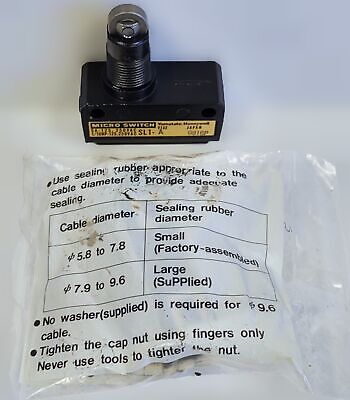 MICRO SWITCH Yamatake-Honeywell
SL1-A
JAPAN
• Use sealing rubber appropriate to the
cable diameter to provide adequate
sealing.
Cable diameter
Sealing rubber
diameter
φ5.8 to 7.8
Small
(Factory-assembled)
φ7.9 to 9.6
Large
(SuPPlied)
• No washer(supplied) is required for φ9.6
cable.
• Tighten the cap nut using fingers only
Never use tools to tighten the nut.